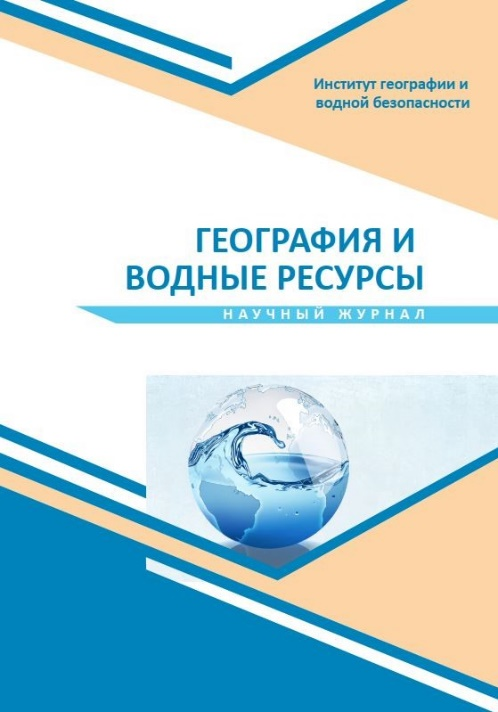 Институт географии и
водной безопасности
ГЕОГРАФИЯ И
ВОДНЫЕ РЕСУРСЫ
НАУЧНЫЙ ЖУРНАЛ